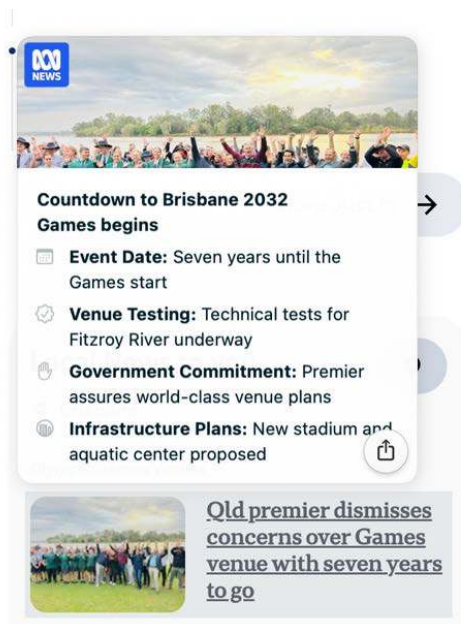 NEWS
Countdown to Brisbane 2032
Games begins
Event Date: Seven years until the
Games start
Venue Testing: Technical tests for
Fitzroy River underway
Government Commitment: Premier
assures world-class venue plans
Infrastructure Plans: New stadium and
aquatic center proposed
Qld premier dismisses
concerns over Games
venue with seven years
to go